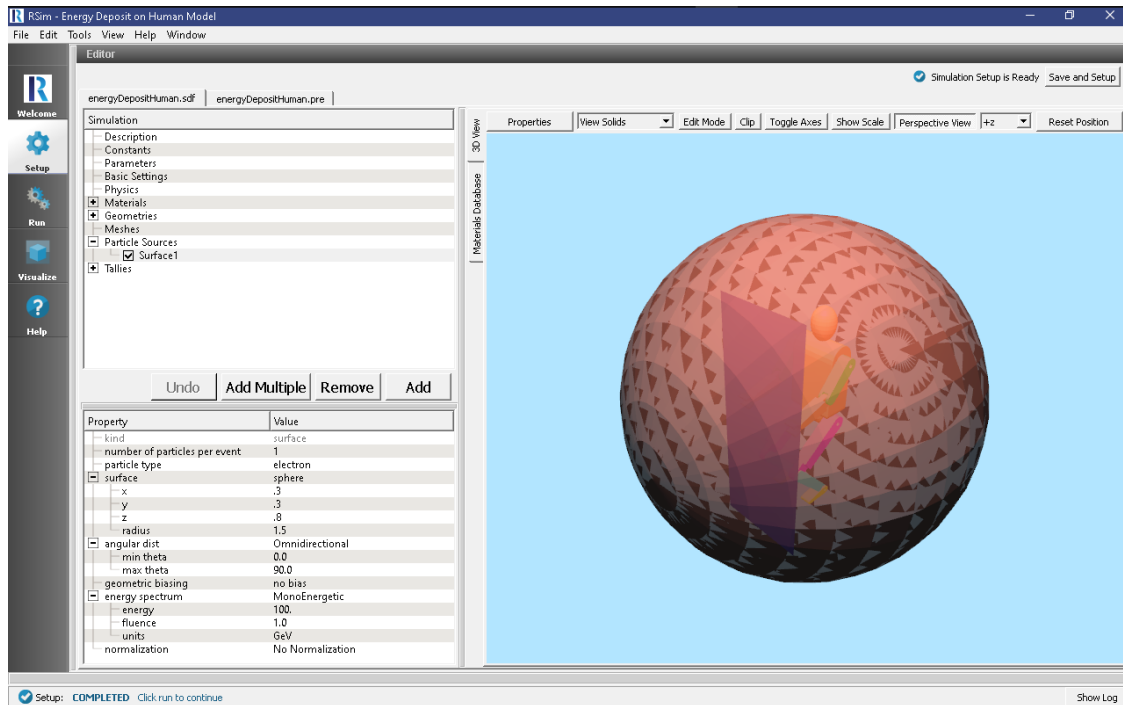 RSim - Energy Deposit on Human Model
File Edit Tools View Help Window
Editor
Simulation Setup is Ready Save and Setup
energyDepositHuman.sdf energyDepositHuman.pre
Welcome
Setup
Run
Visualize
Help
Simulation
Description
Constants
Parameters
Basic Settings
Physics
Materials
Geometries
Meshes
Particle Sources
Surface1
Tallies
Undo Add Multiple Remove Add
Property Value
kind surface
number of particles per event 1
particle type electron
surface sphere
x .3
y .3
z .8
radius 1.5
angular dist Omnidirectional
min theta 0.0
max theta 90.0
geometric biasing no bias
energy spectrum MonoEnergetic
energy 100.
fluence 1.0
units GeV
normalization No Normalization
3D View
Materials Database
Properties View Solids Edit Mode Clip Toggle Axes Show Scale Perspective View +z Reset Position
Setup: COMPLETED Click run to continue
Show Log